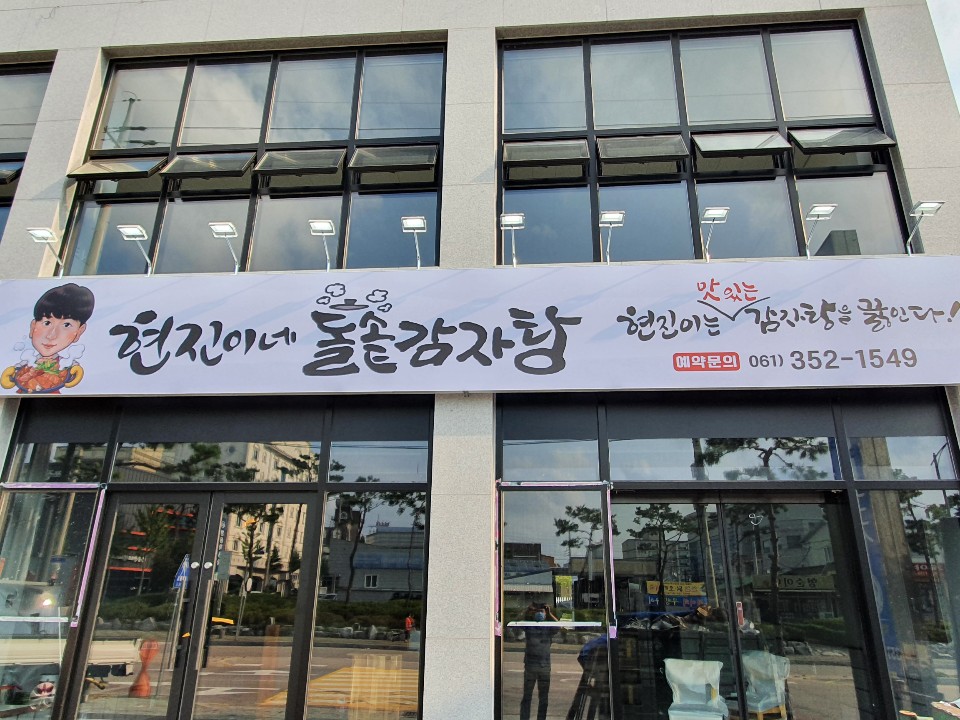 현진이네 돌솥감자탕
맛있는
현진이는 감자탕을 끓인다!
예약문의 061) 352-1549